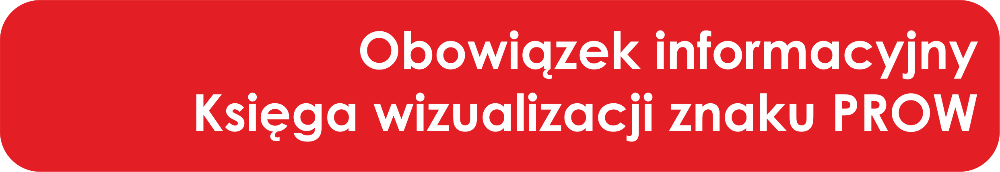 Obowiązek informacyjny
Księga wizualizacji znaku PROW